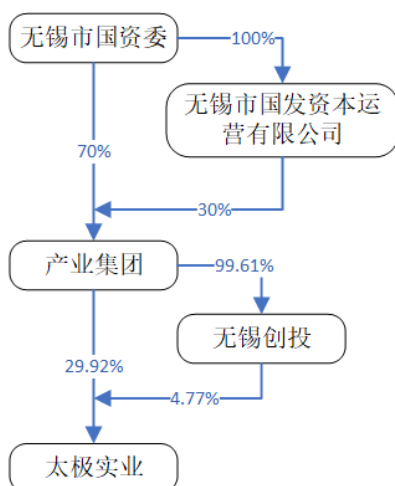 无锡市国资委
100%
无锡市国发资本运
营有限公司
70%
30%
产业集团
99.61%
无锡创投
29.92%
4.77%
太极实业